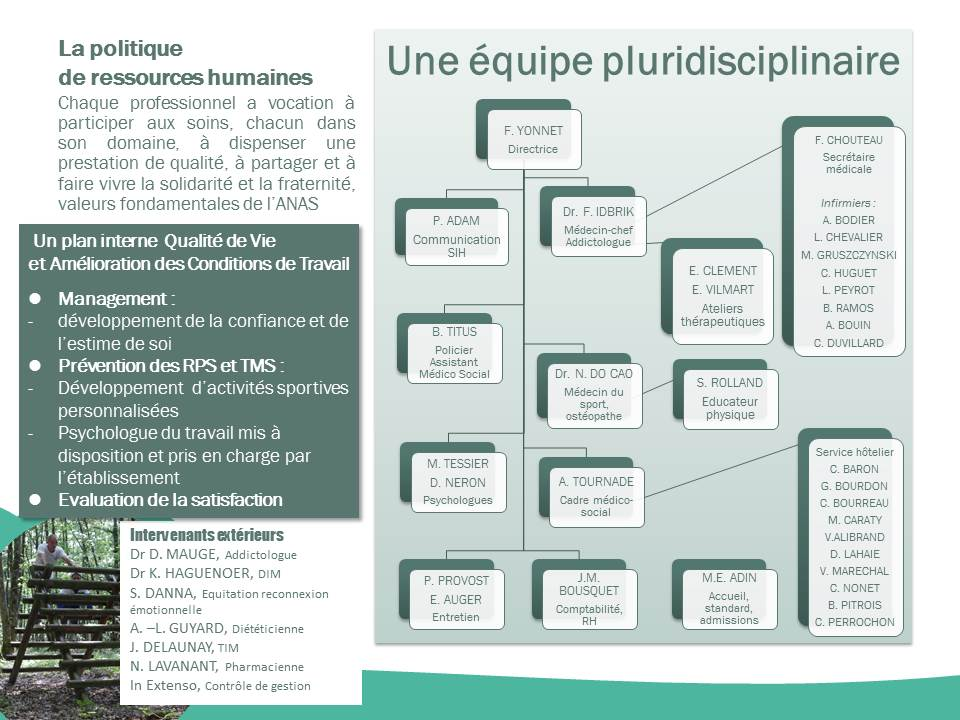 La politique
de ressources humaines
Chaque professionnel a vocation à
participer aux soins, chacun dans
son domaine, à dispenser une
prestation de qualité, à partager et à
faire vivre la solidarité et la fraternité,
valeurs fondamentales de l'ANAS
Un plan interne Qualité de Vie
et Amélioration des Conditions de Travail
● Management :
- développement de la confiance et de
l'estime de soi
● Prévention des RPS et TMS :
- Développement d'activités sportives
personnalisées
- Psychologue du travail mis à
disposition et pris en charge par
l'établissement
● Evaluation de la satisfaction
Intervenants extérieurs
Dr D. MAUGE, Addictologue
Dr K. HAGUENOER, DIM
S. DANNA, Equitation reconnexion
émotionnelle
A. –L. GUYARD, Diététicienne
J. DELAUNAY, TIM
N. LAVANANT, Pharmacienne
In Extenso, Contrôle de gestion
Une équipe pluridisciplinaire
F. YONNET
Directrice
P. ADAM
Communication
SIH
Dr. F. IDBRIK
Médecin-chef
Addictologue
F. CHOUTEAU
Secrétaire
médicale
Infirmiers :
A. BODIER
L. CHEVALIER
M. GRUSZCZYNSKI
C. HUGUET
L. PEYROT
B. RAMOS
A. BOUIN
C. DUVILLARD
E. CLEMENT
E. VILMART
Ateliers
thérapeutiques
B. TITUS
Policier
Assistant
Médico Social
Dr. N. DO CAO
Médecin du
sport,
ostéopathe
S. ROLLAND
Educateur
physique
M. TESSIER
D. NERON
Psychologues
A. TOURNADE
Cadre médico-
social
Service hôtelier
C. BARON
G. BOURDON
C. BOURREAU
M. CARATY
V.ALIBRAND
D. LAHAIE
V. MARECHAL
C. NONET
B. PITROIS
C. PERROCHON
P. PROVOST
E. AUGER
Entretien
J.M.
BOUSQUET
Comptabilité,
RH
M.E. ADIN
Accueil,
standard,
admissions